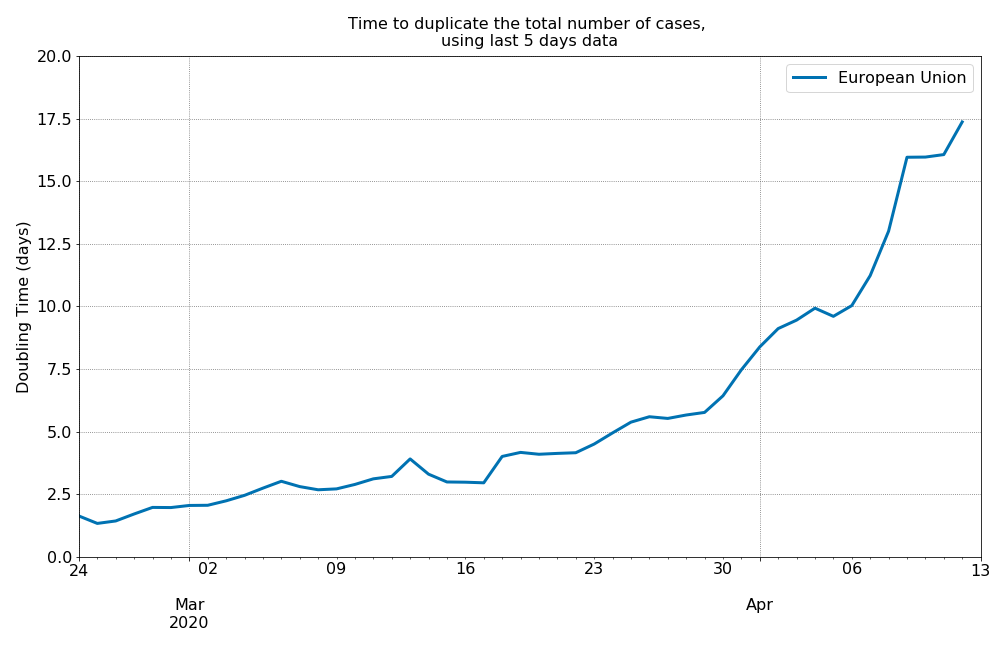 Time to duplicate the total number of cases,
using last 5 days data
European Union
Doubling Time (days)
20.0
17.5
15.0
12.5
10.0
7.5
5.0
2.5
0.0
24 02 09 16 23 30 06 13
Mar Apr
2020